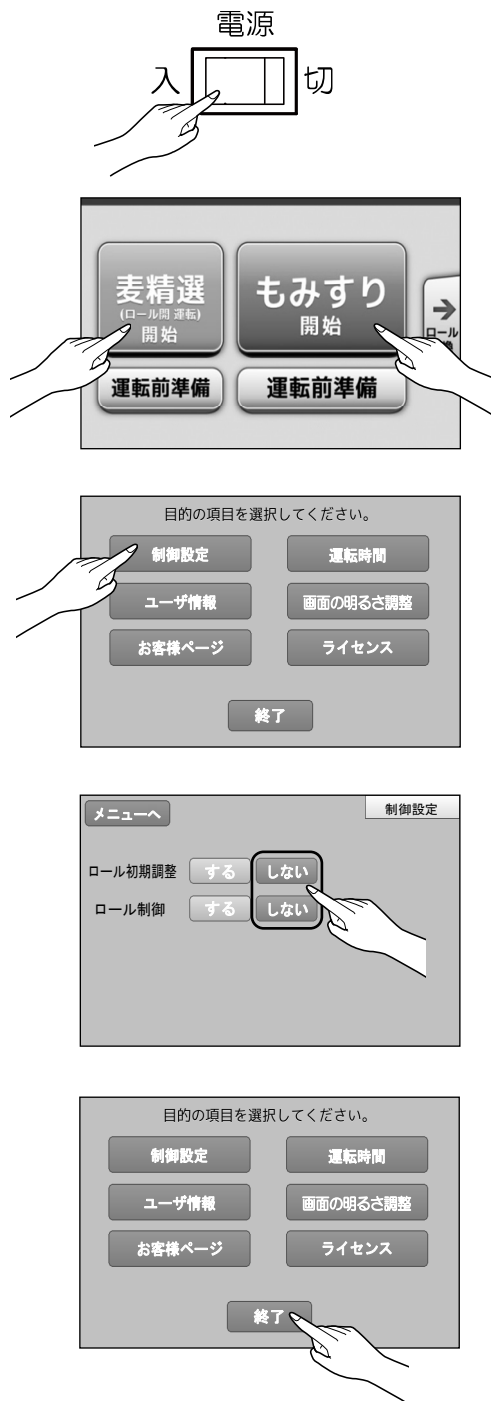 電源
入 切
麦精選 もみすり
(ロール開 運転) 開始
開始
ロール
運転前準備 運転前準備
目的の項目を選択してください。
制御設定 運転時間
ユーザ情報 画面の明るさ調整
お客様ページ ライセンス
終了
メニューへ 制御設定
ロール初期調整 する しない
ロール制御 する しない
目的の項目を選択してください。
制御設定 運転時間
ユーザ情報 画面の明るさ調整
お客様ページ ライセンス
終了